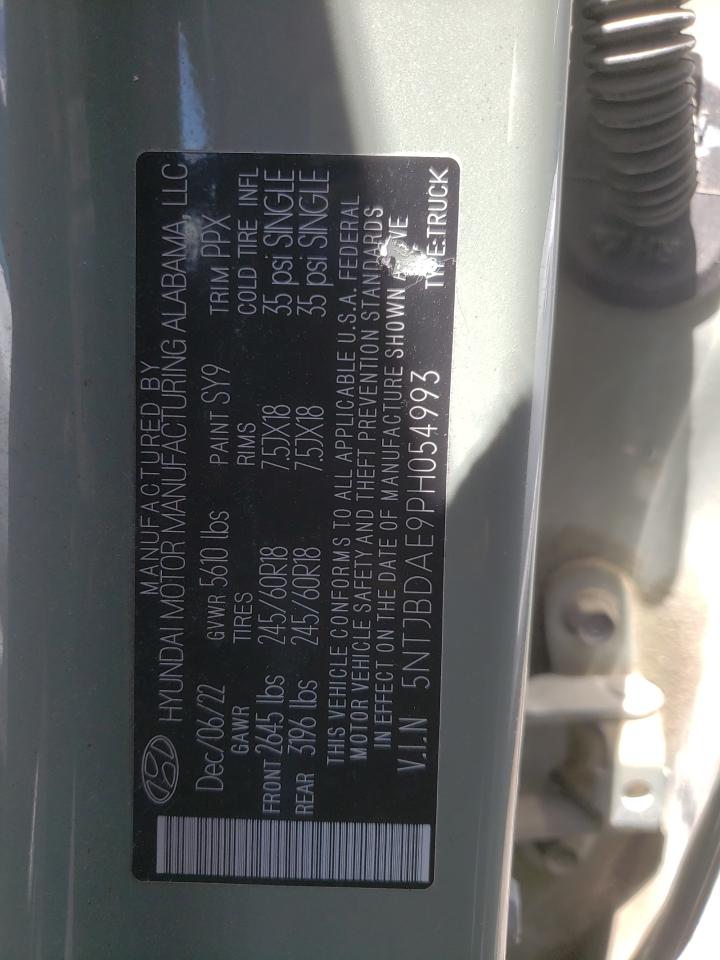 MANUFACTURED BY
HYUNDAI MOTOR MANUFACTURING ALABAMA, LLC
Dec/06/22 GVWR 5610 lbs PAINT SY9 TRIM PPX
GAWR TIRES RIMS COLD TIRE INFL
FRONT 2645 lbs 245/60R18 7.5JX18 35 psi SINGLE
REAR 3196 lbs 245/60R18 7.5JX18 35 psi SINGLE
THIS VEHICLE CONFORMS TO ALL APPLICABLE U.S.A. FEDERAL
MOTOR VEHICLE SAFETY AND THEFT PREVENTION STANDARDS
IN EFFECT ON THE DATE OF MANUFACTURE SHOWN
V.I.N 5NTJBDAE9PH054993 TRUCK